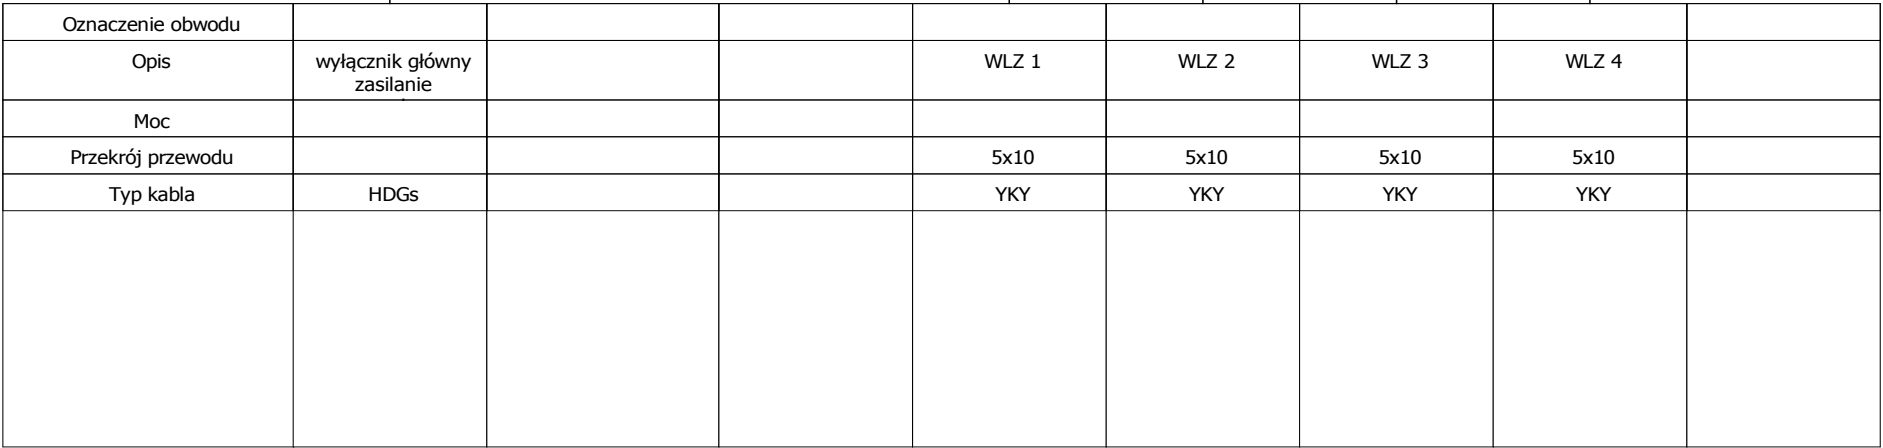 Oznaczenie obwodu
Opis wyłącznik główny WLZ 1 WLZ 2 WLZ 3 WLZ 4
zasilanie
Moc
Przekrój przewodu 5x10 5x10 5x10 5x10
Typ kabla HDGs YKY YKY YKY YKY